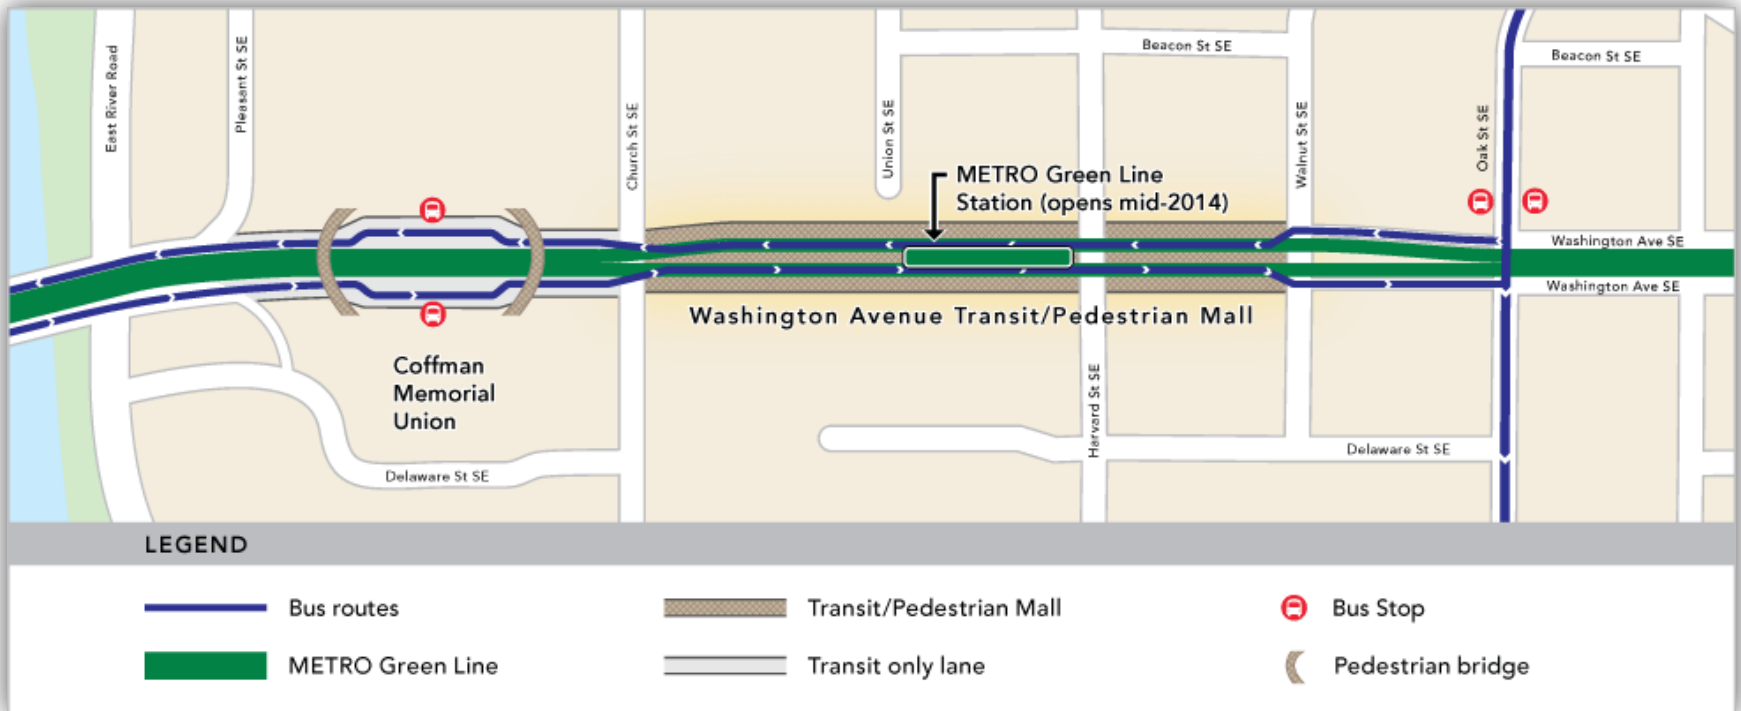 East River Road
Pleasant St SE
Church St SE
Union St SE
Beacon St SE
Walnut St SE
Oak St SE
Beacon St SE
METRO Green Line
Station (opens mid-2014)
Washington Ave SE
Washington Ave SE
Washington Avenue Transit/Pedestrian Mall
Coffman
Memorial
Union
Harvard St SE
Delaware St SE
Delaware St SE
LEGEND
Bus routes
Transit/Pedestrian Mall
Bus Stop
METRO Green Line
Transit only lane
Pedestrian bridge